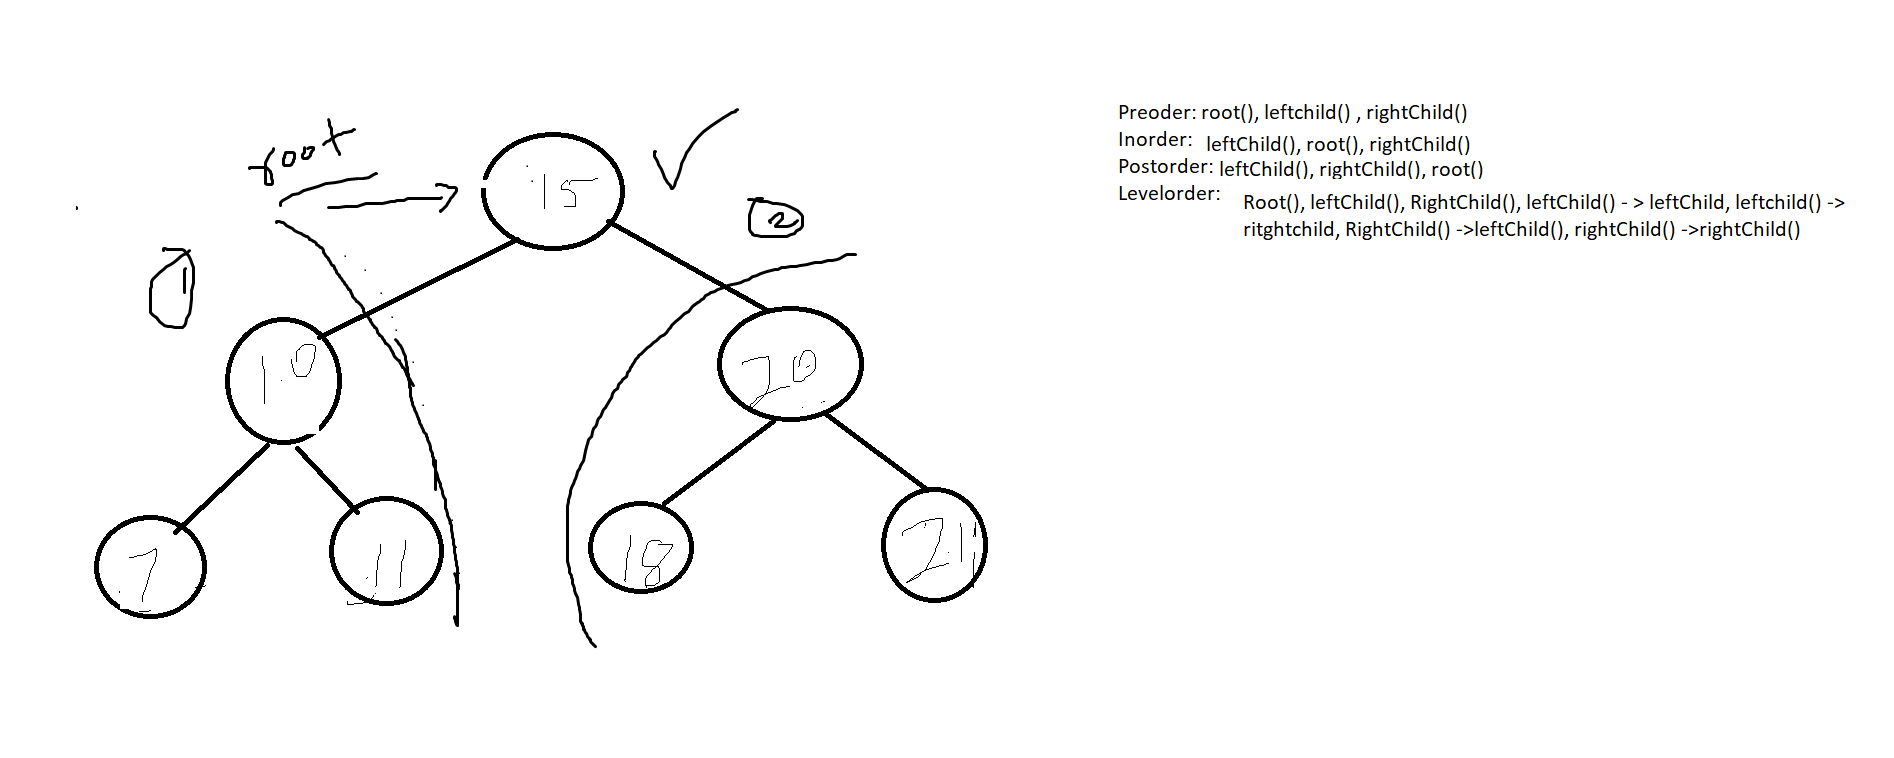 root
15
2
1
10
20
7
11
18
21
Preoder: root(), leftchild() , rightChild()
Inorder: leftChild(), root(), rightChild()
Postorder: leftChild(), rightChild(), root()
Levelorder: Root(), leftChild(), RightChild(), leftChild() - > leftChild, leftchild() ->
ritghtchild, RightChild() ->leftChild(), rightChild() ->rightChild()